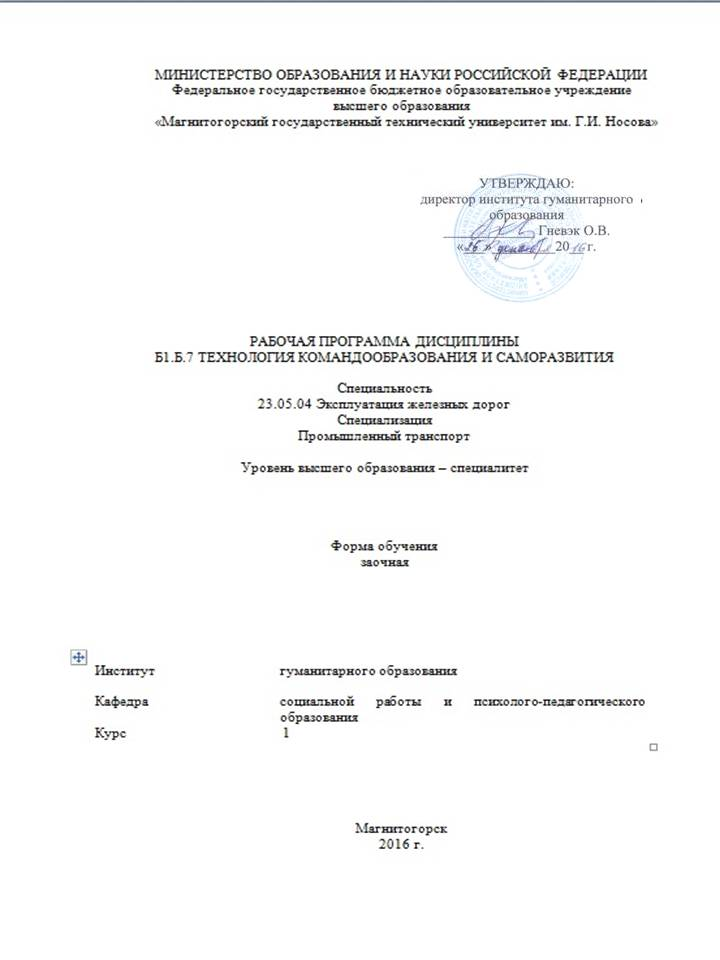 МИНИСТЕРСТВО ОБРАЗОВАНИЯ И НАУКИ РОССИЙСКОЙ ФЕДЕРАЦИИ
Федеральное государственное бюджетное образовательное учреждение
высшего образования
«Магнитогорский государственный технический университет им. Г.И. Носова»
УТВЕРЖДАЮ:
директор института гуманитарного
образования
Гневэк О.В.
«26» 2016 г.
РАБОЧАЯ ПРОГРАММА ДИСЦИПЛИНЫ
Б1.Б.7 ТЕХНОЛОГИЯ КОМАНДООБРАЗОВАНИЯ И САМОРАЗВИТИЯ
Специальность
23.05.04 Эксплуатация железных дорог
Специализация
Промышленный транспорт
Уровень высшего образования – специалитет
Форма обучения
заочная
Институт гуманитарного образования
Кафедра социальной работы и психолого-педагогического
образования
Курс 1
Магнитогорск
2016 г.